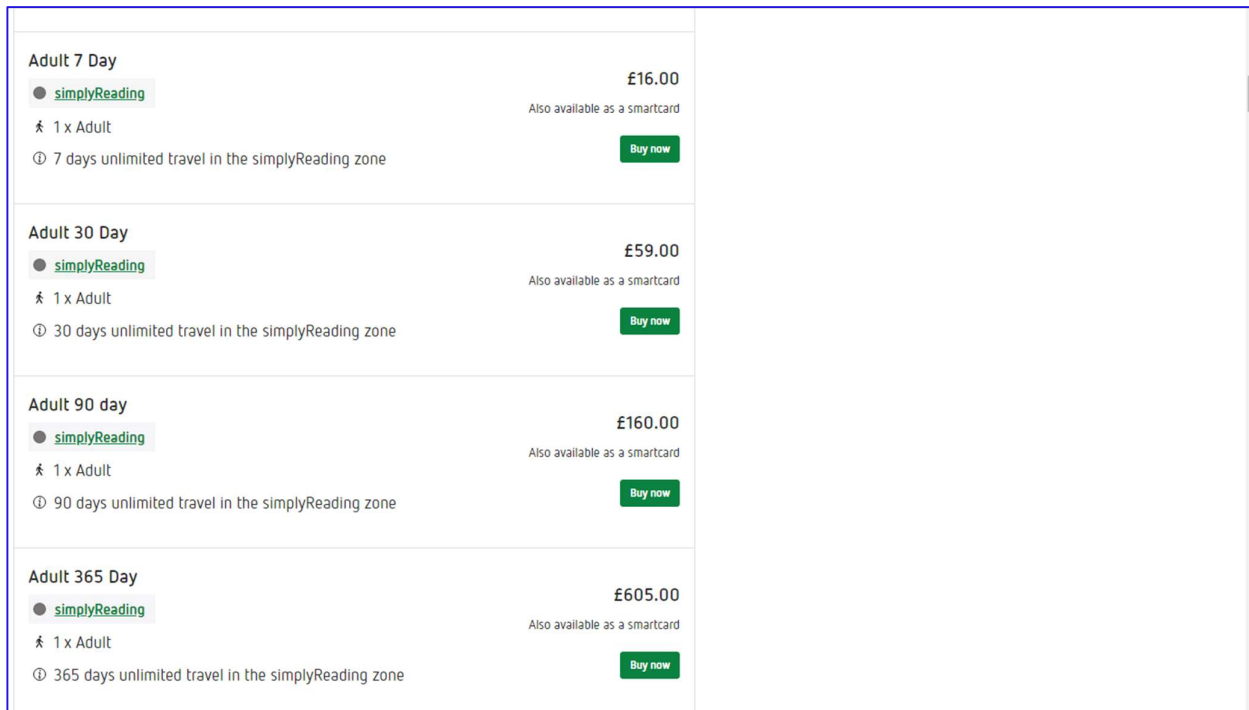 Adult 7 Day
£16.00
simplyReading
Also available as a smartcard
1 x Adult
Buy now
7 days unlimited travel in the simplyReading zone
Adult 30 Day
£59.00
simplyReading
Also available as a smartcard
1 x Adult
Buy now
30 days unlimited travel in the simplyReading zone
Adult 90 day
£160.00
simplyReading
Also available as a smartcard
1 x Adult
Buy now
90 days unlimited travel in the simplyReading zone
Adult 365 Day
£605.00
simplyReading
Also available as a smartcard
1 x Adult
Buy now
365 days unlimited travel in the simplyReading zone